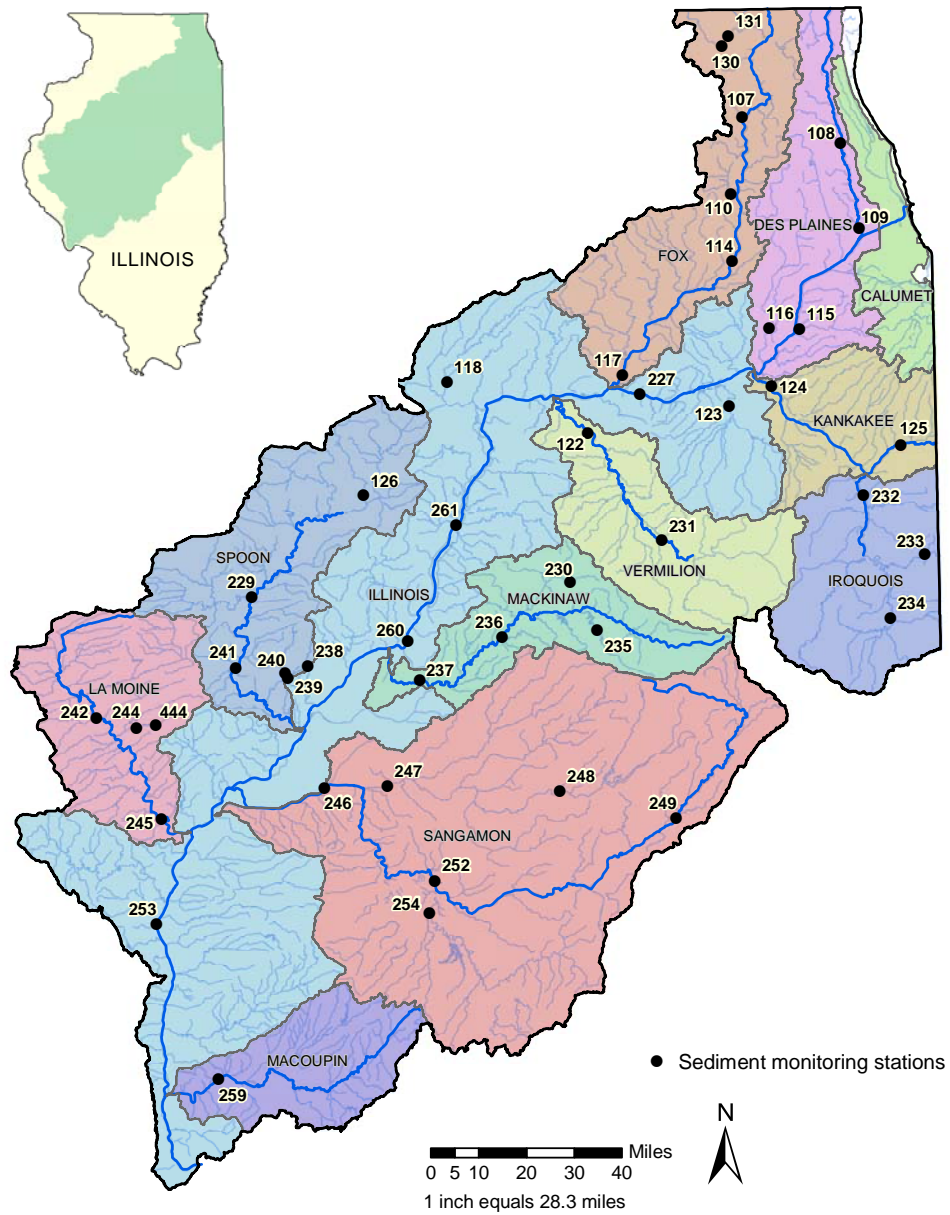 131
130
107
108
110
DES PLAINES
109
FOX
114
ILLINOIS
CALUMET
116
115
117
118
227
124
123
KANKAKEE
125
122
126
232
261
231
233
SPOON
VERMILION
230
IROQUOIS
229
ILLINOIS
MACKINAW
234
236
235
260
241
240
238
239
237
LA MOINE
242
244
444
247
248
246
249
245
SANGAMON
252
254
253
MACOUPIN
Sediment monitoring stations
259
N
Miles
0 5 10 20 30 40
1 inch equals 28.3 miles